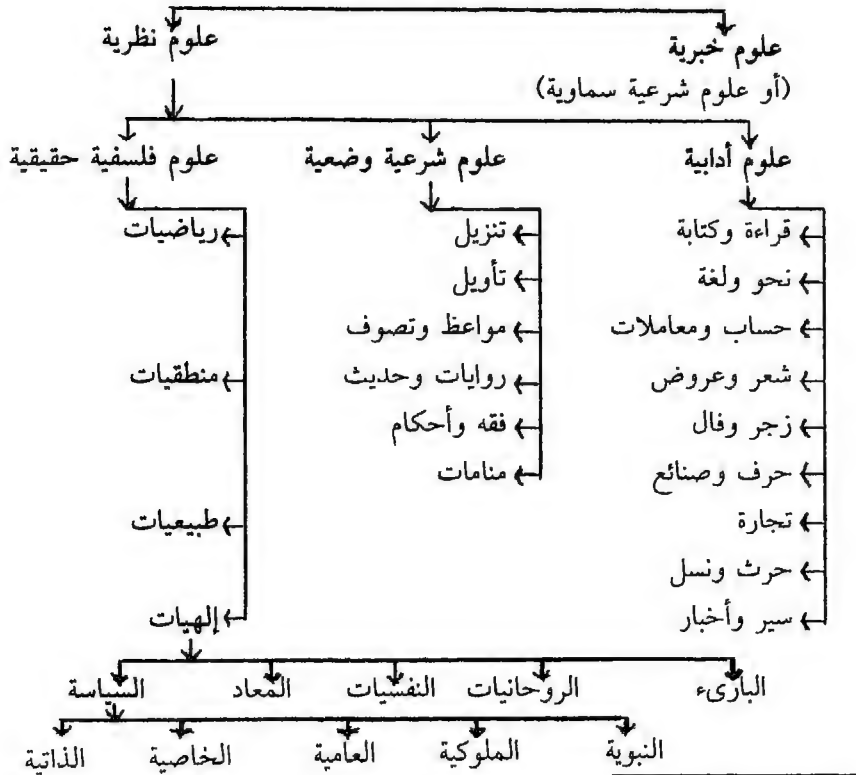 علوم خبرية علوم نظرية
(أو علوم شرعية سماوية)
علوم أدابية علوم شرعية وضعية علوم فلسفية حقيقية
قراءة وكتابة تنزيل رياضيات
نحو ولغة تأويل
حساب ومعاملات مواعظ وتصوف
شعر وعروض روايات وحديث منطقيات
زجر وفال فقه وأحكام
حرف وصنائع منامات
تجارة طبيعيات
حرث ونسل
سير وأخبار إلهيات
البارىء الروحانيات النفسيات المعاد السياسة
النبوية الملوكية العامية الخاصية الذاتية